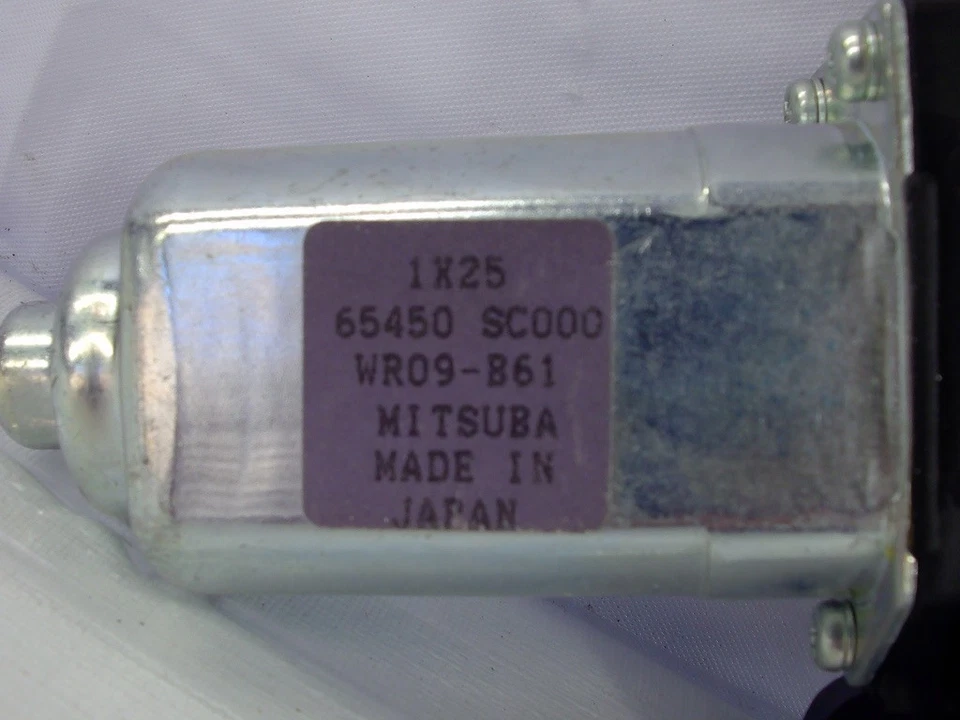 1X25
65450 SC000
WR09-B61
MITSUBA
MADE IN
JAPAN